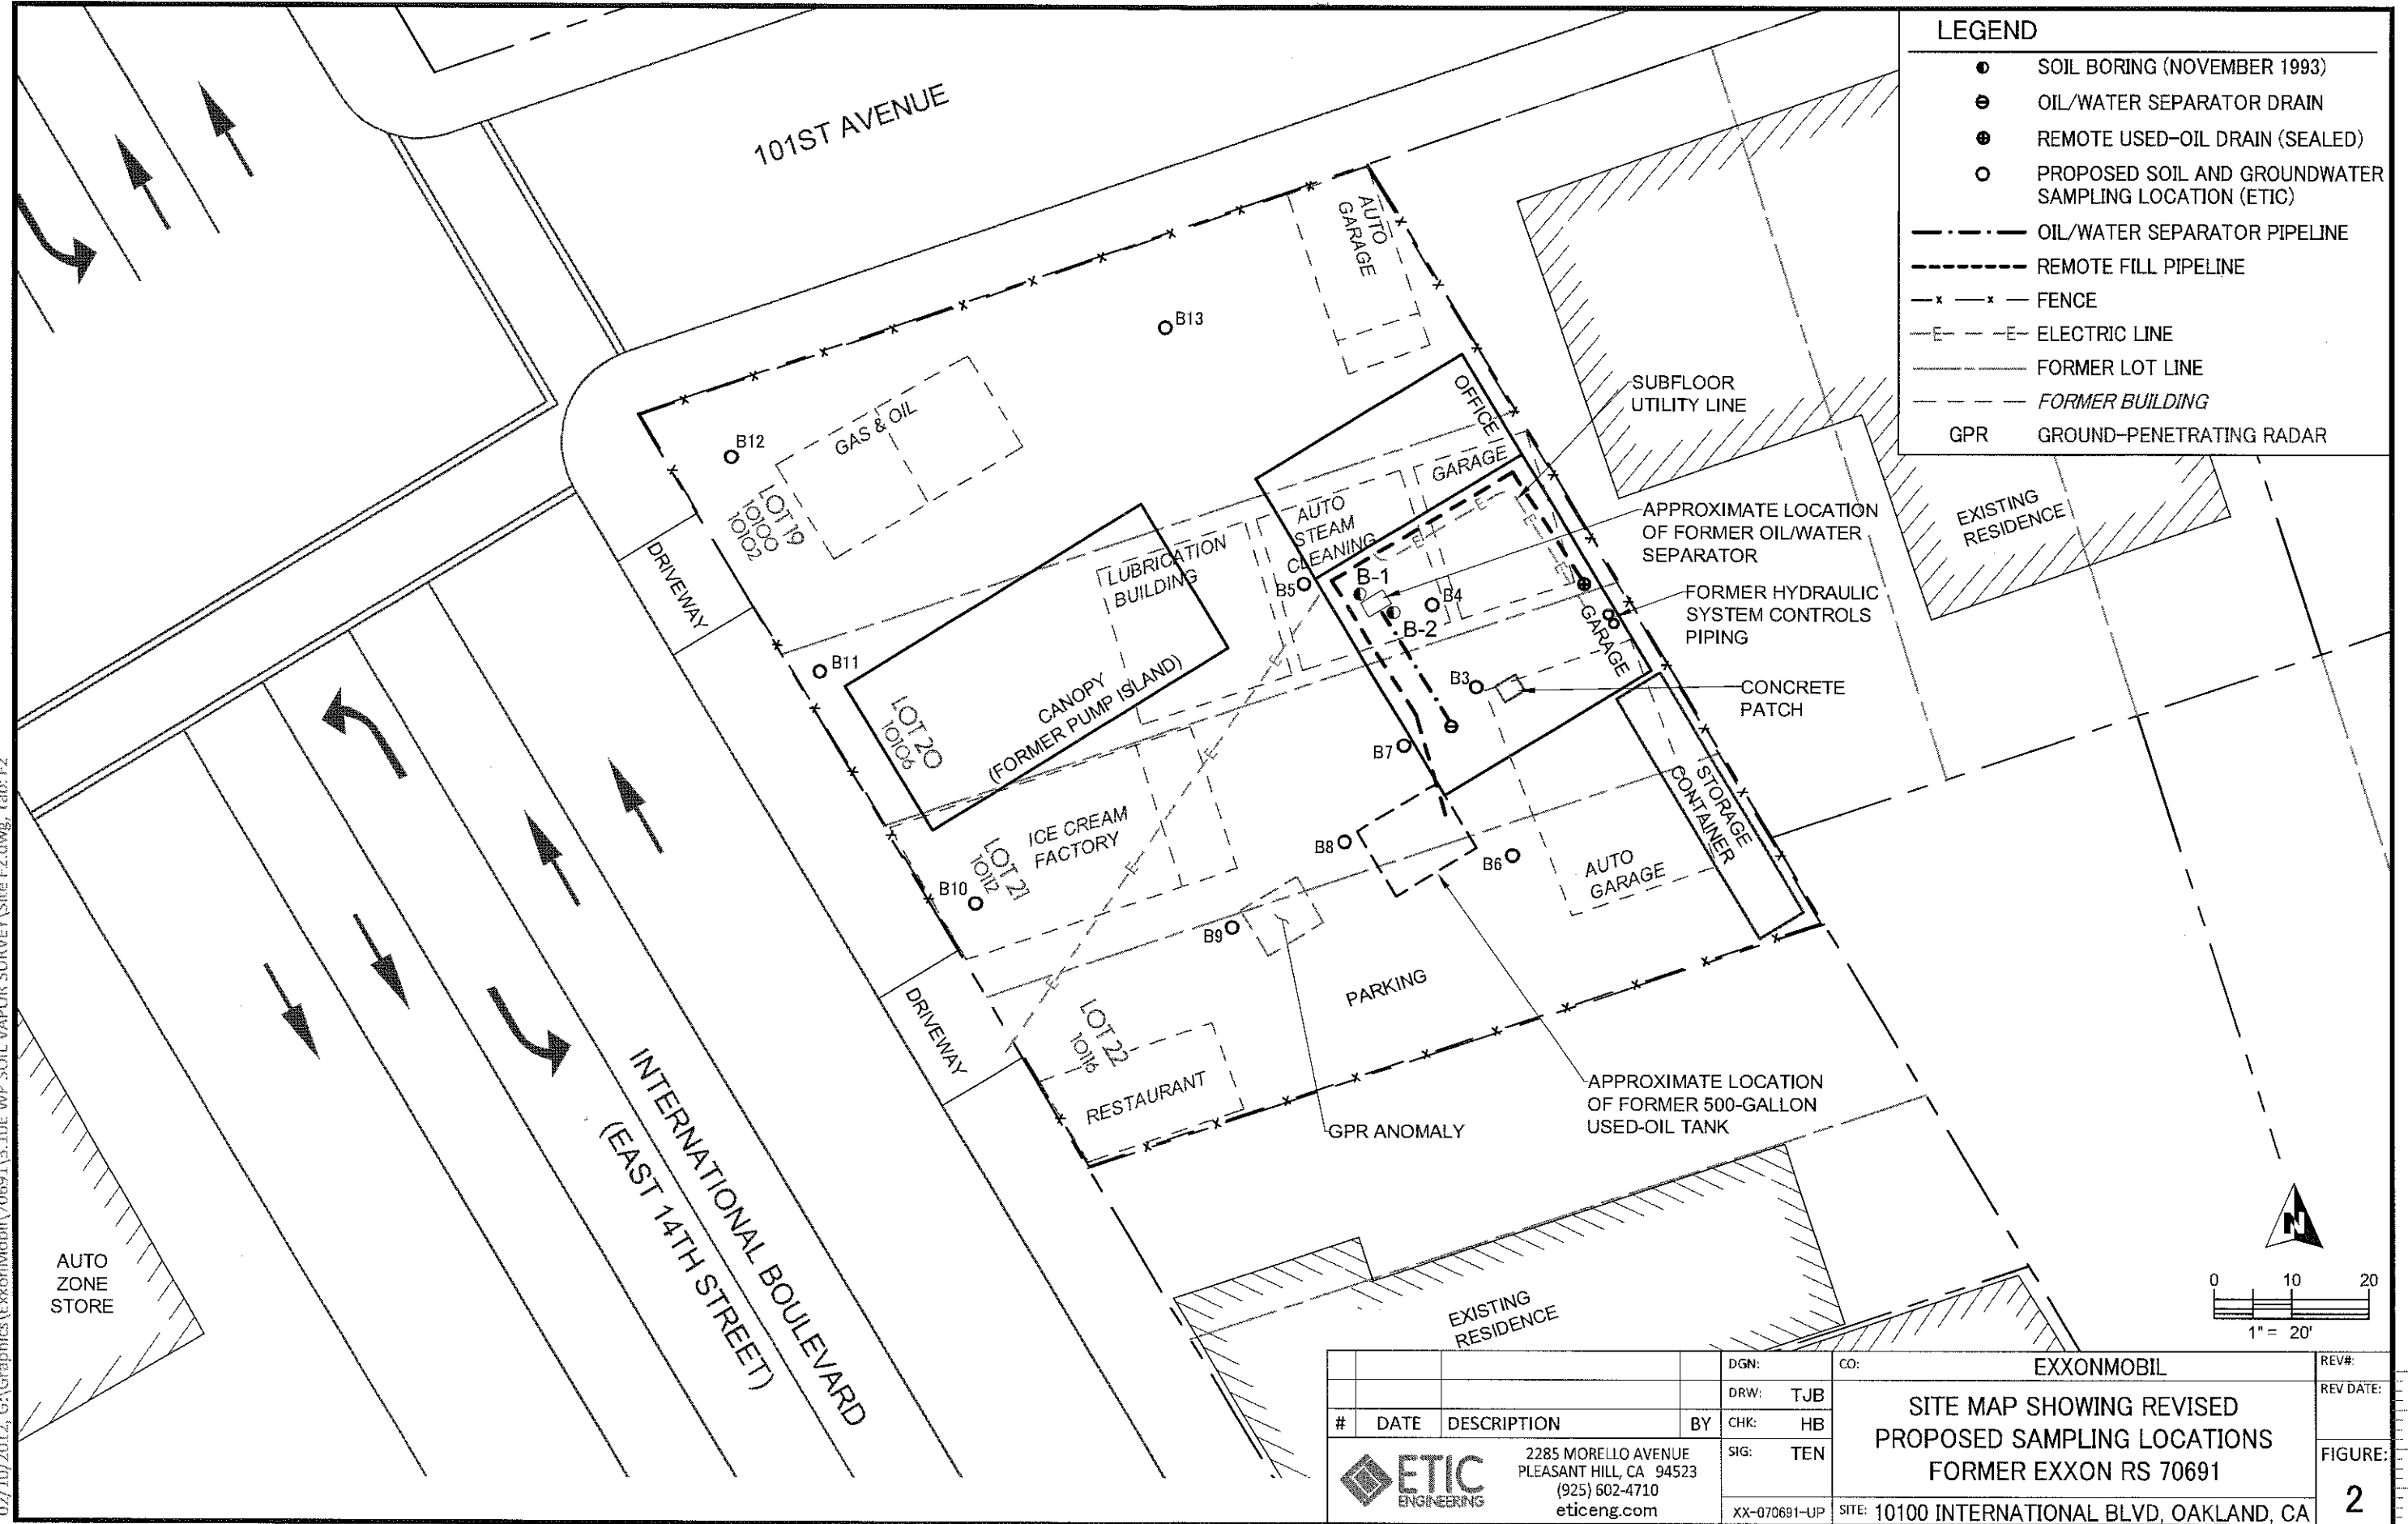 LEGEND
SOIL BORING (NOVEMBER 1993)
OIL/WATER SEPARATOR DRAIN
REMOTE USED-OIL DRAIN (SEALED)
PROPOSED SOIL AND GROUNDWATER
SAMPLING LOCATION (ETIC)
OIL/WATER SEPARATOR PIPELINE
REMOTE FILL PIPELINE
x x FENCE
E E ELECTRIC LINE
FORMER LOT LINE
FORMER BUILDING
GPR GROUND-PENETRATING RADAR
101ST AVENUE
AUTO
GARAGE
B13
B12
GAS & OIL
LOT 19
10100
10102
OFFICE
SUBFLOOR
UTILITY LINE
GARAGE
AUTO
STEAM
CLEANING
APPROXIMATE LOCATION
OF FORMER OIL/WATER
SEPARATOR
EXISTING
RESIDENCE
DRIVEWAY
LUBRICATION
BUILDING
B5
B-1
B4
B-2
FORMER HYDRAULIC
SYSTEM CONTROLS
PIPING
GARAGE
B11
CANOPY
(FORMER PUMP ISLAND)
LOT 20
10106
B3
CONCRETE
PATCH
B7
STORAGE
CONTAINER
ICE CREAM
FACTORY
LOT 21
10112
B10
B8
B6
AUTO
GARAGE
B9
PARKING
DRIVEWAY
LOT 22
10116
RESTAURANT
GPR ANOMALY
APPROXIMATE LOCATION
OF FORMER 500-GALLON
USED-OIL TANK
INTERNATIONAL BOULEVARD
(EAST 14TH STREET)
AUTO
ZONE
STORE
EXISTING
RESIDENCE
N
0 10 20
1" = 20'
# DATE DESCRIPTION BY
DGN:
DRW: TJB
CHK: HB
SIG: TEN
XX-070691-UP
ETIC
ENGINEERING
2285 MORELLO AVENUE
PLEASANT HILL, CA 94523
(925) 602-4710
eticeng.com
CO: EXXONMOBIL
SITE MAP SHOWING REVISED
PROPOSED SAMPLING LOCATIONS
FORMER EXXON RS 70691
SITE: 10100 INTERNATIONAL BLVD, OAKLAND, CA
REV#:
REV DATE:
FIGURE:
2